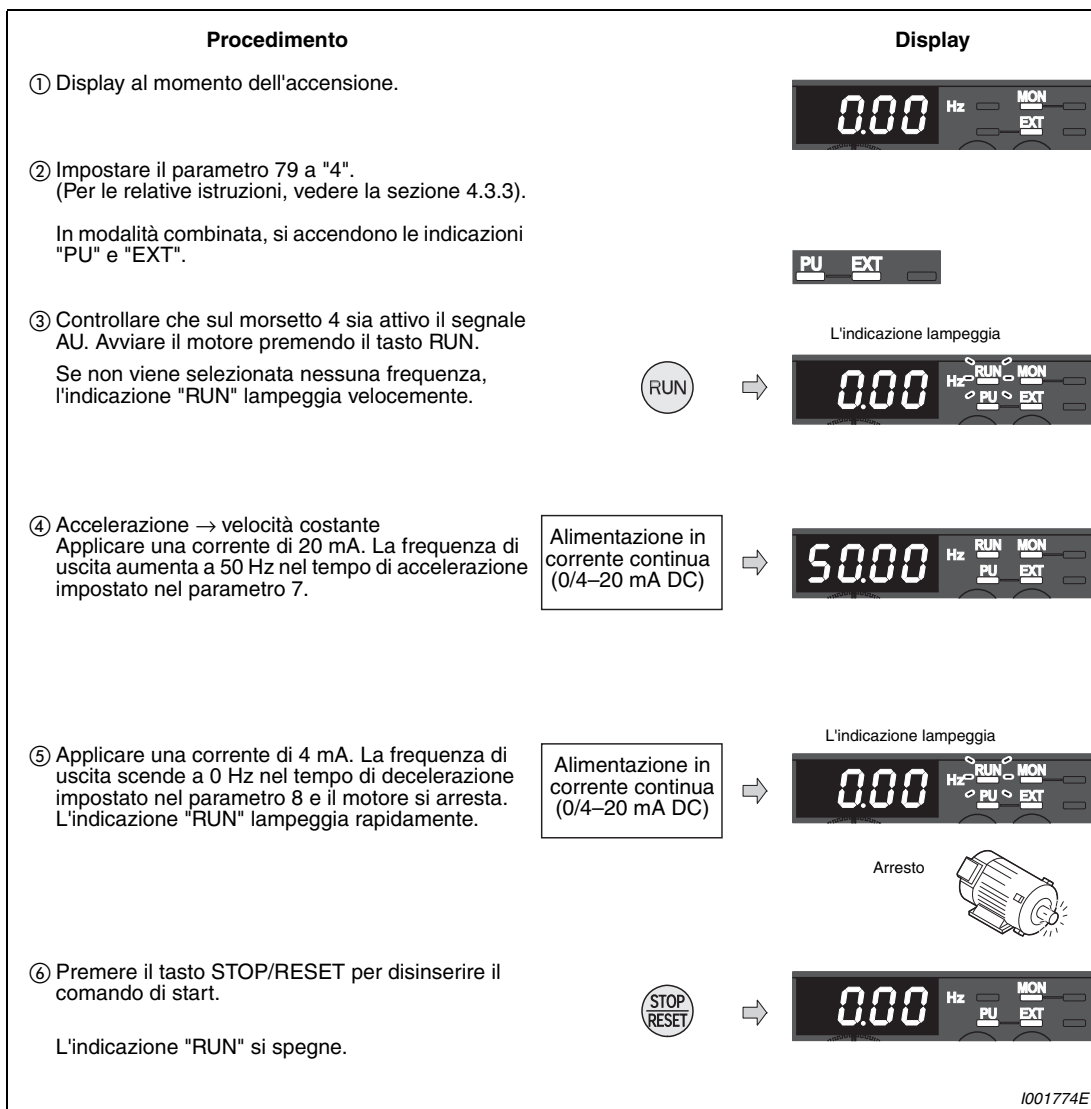 Procedimento
Display
① Display al momento dell'accensione.
0.00 Hz MON
EXT
② Impostare il parametro 79 a "4".
(Per le relative istruzioni, vedere la sezione 4.3.3).
In modalità combinata, si accendono le indicazioni
"PU" e "EXT".
PU EXT
③ Controllare che sul morsetto 4 sia attivo il segnale
AU. Avviare il motore premendo il tasto RUN.
Se non viene selezionata nessuna frequenza,
l'indicazione "RUN" lampeggia velocemente.
RUN
L'indicazione lampeggia
0.00 Hz RUN MON
PU EXT
④ Accelerazione → velocità costante
Applicare una corrente di 20 mA. La frequenza di
uscita aumenta a 50 Hz nel tempo di accelerazione
impostato nel parametro 7.
Alimentazione in
corrente continua
(0/4–20 mA DC)
50.00 Hz RUN MON
PU EXT
⑤ Applicare una corrente di 4 mA. La frequenza di
uscita scende a 0 Hz nel tempo di decelerazione
impostato nel parametro 8 e il motore si arresta.
L'indicazione "RUN" lampeggia rapidamente.
Alimentazione in
corrente continua
(0/4–20 mA DC)
L'indicazione lampeggia
0.00 Hz RUN MON
PU EXT
Arresto
⑥ Premere il tasto STOP/RESET per disinserire il
comando di start.
L'indicazione "RUN" si spegne.
STOP
RESET
0.00 Hz MON
PU EXT
I001774E